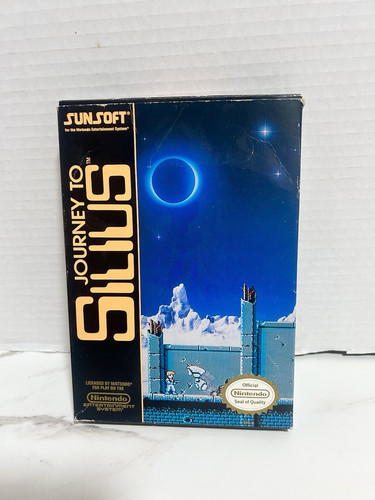 SUNSOFT®
for the Nintendo Entertainment System®
JOURNEY TO
SILIUS™
LICENSED BY NINTENDO®
FOR PLAY ON THE
Nintendo
ENTERTAINMENT
SYSTEM®
Official
Nintendo
Seal of Quality